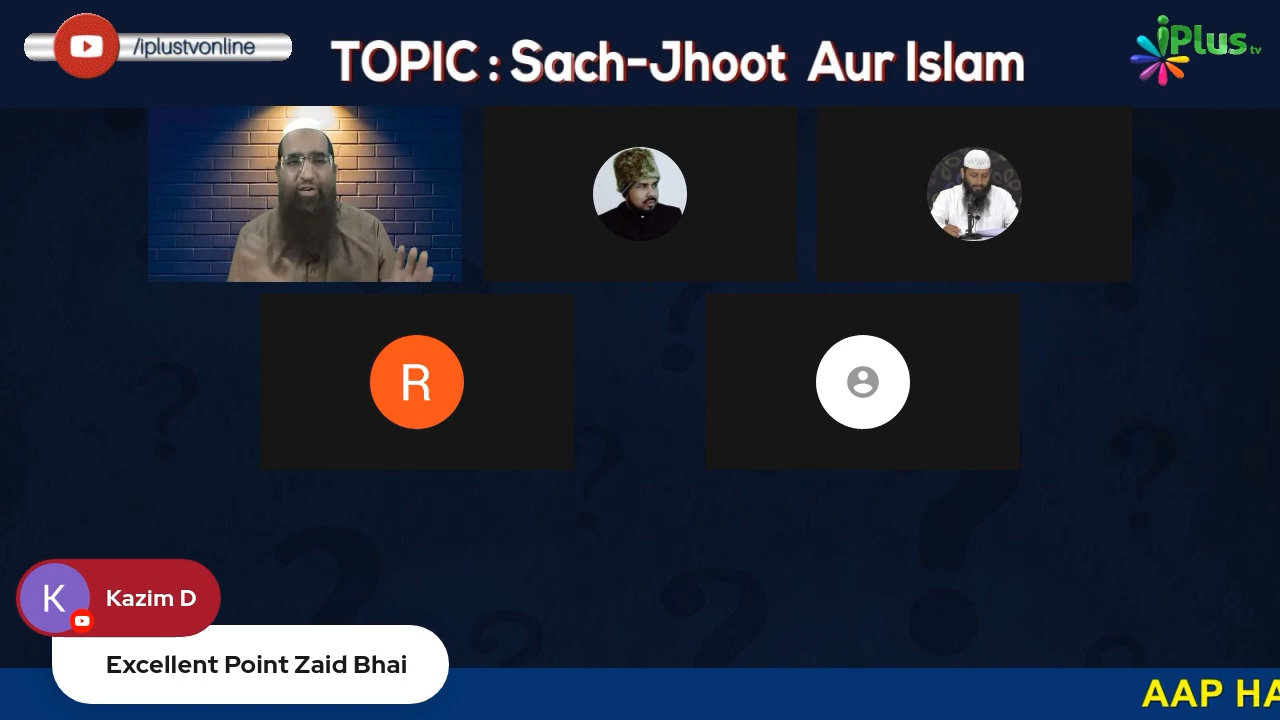 /iplustvonline
TOPIC : Sach-Jhoot Aur Islam
iPlus tv
R
K
Kazim D
Excellent Point Zaid Bhai
AAP HA